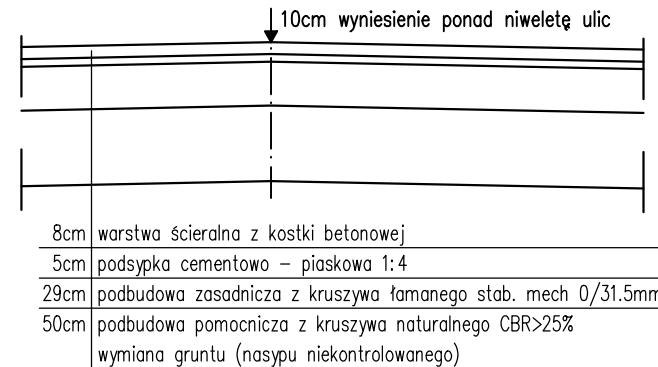 10cm wyniesienie ponad niweletę ulic
8cm warstwa ścieralna z kostki betonowej
5cm podsypka cementowo – piaskowa 1:4
29cm podbudowa zasadnicza z kruszywa łamanego stab. mech 0/31.5mm
50cm podbudowa pomocnicza z kruszywa naturalnego CBR>25%
wymiana gruntu (nasypu niekontrolowanego)